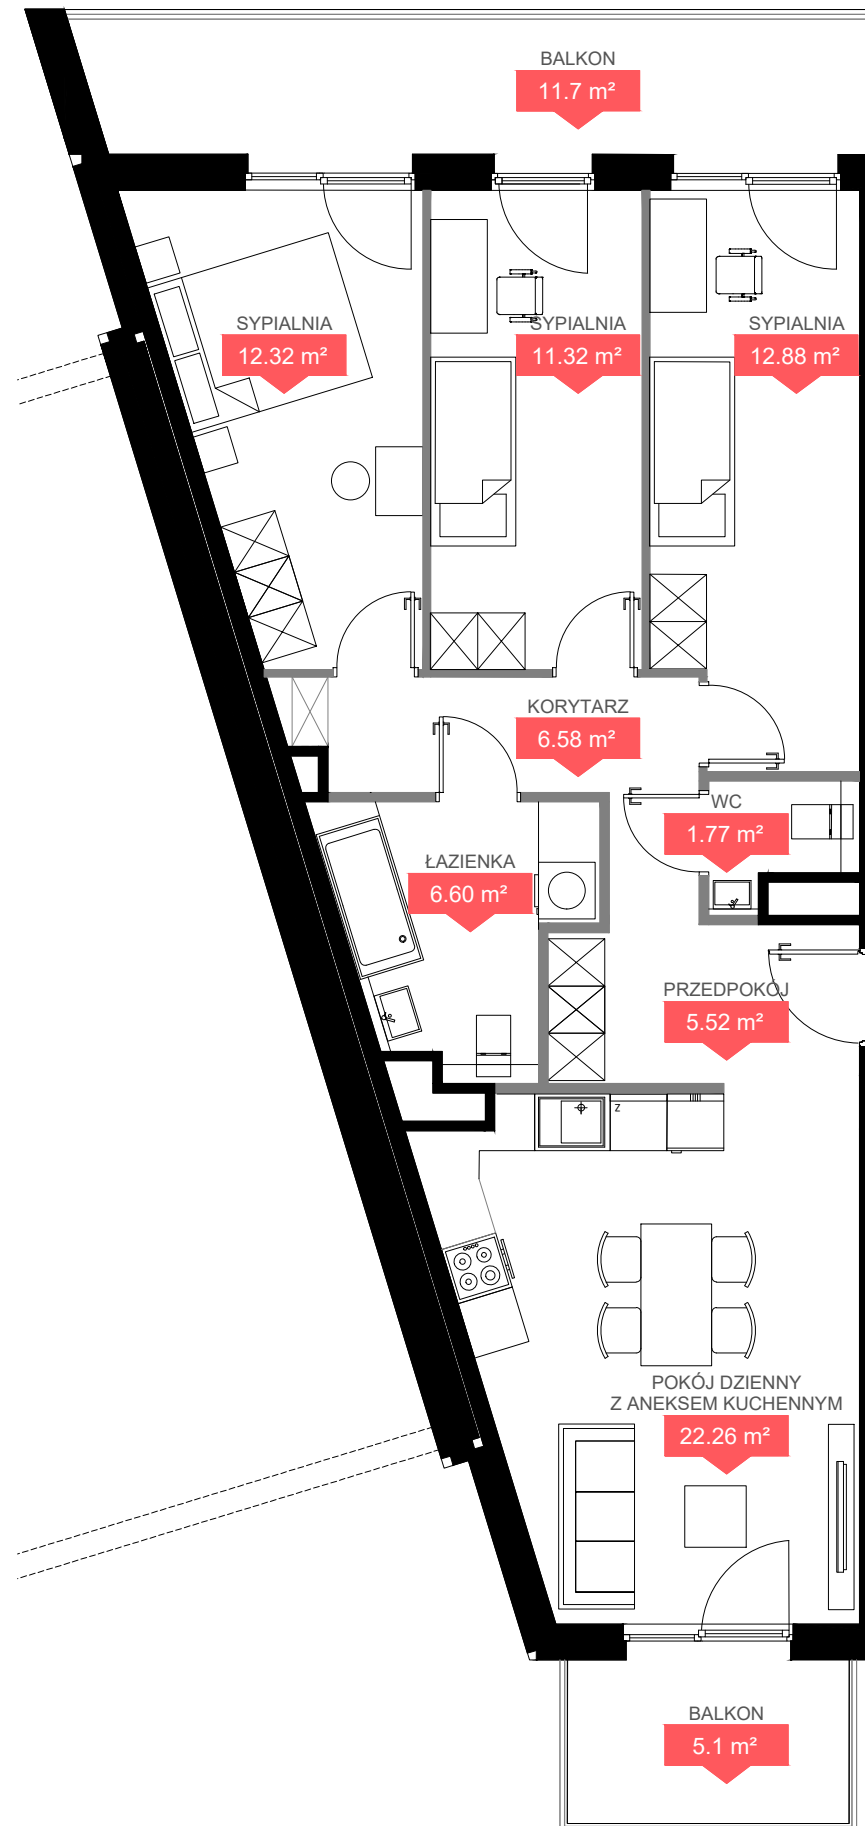 BALKON
11.7 m²
SYPIALNIA
12.32 m²
SYPIALNIA
11.32 m²
SYPIALNIA
12.88 m²
KORYTARZ
6.58 m²
WC
1.77 m²
ŁAZIENKA
6.60 m²
PRZEDPOKÓJ
5.52 m²
Z
POKÓJ DZIENNY
Z ANEKSEM KUCHENNYM
22.26 m²
BALKON
5.1 m²